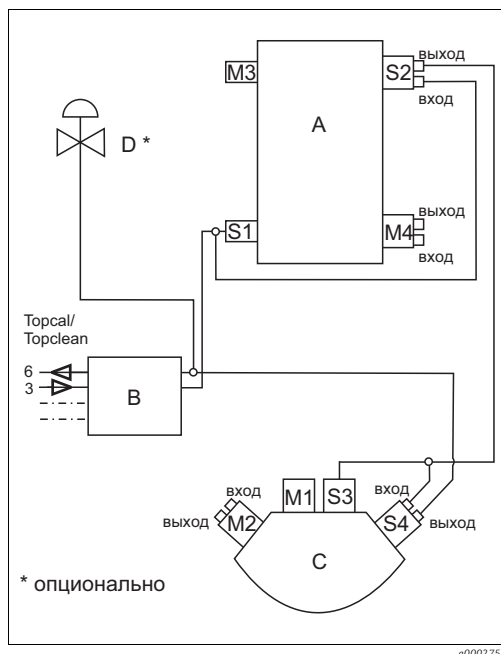 выход
M3
S2
A
вход
D *
выход
S1
M4
вход
Topcal/
Topclean
6
3
B
вход
M1
S3
вход
выход
M2
S4
выход
C
* опционально